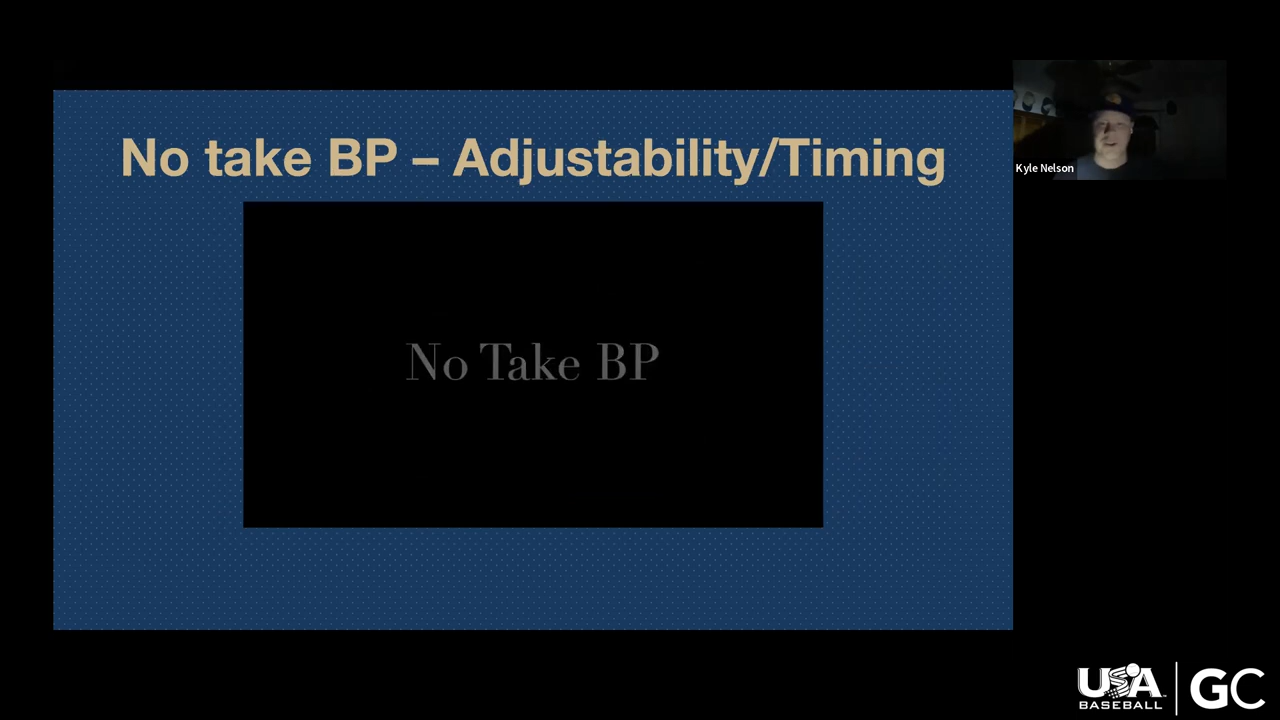 No take BP – Adjustability/Timing
Kyle Nelson
No Take BP
USA
BASEBALL
GC